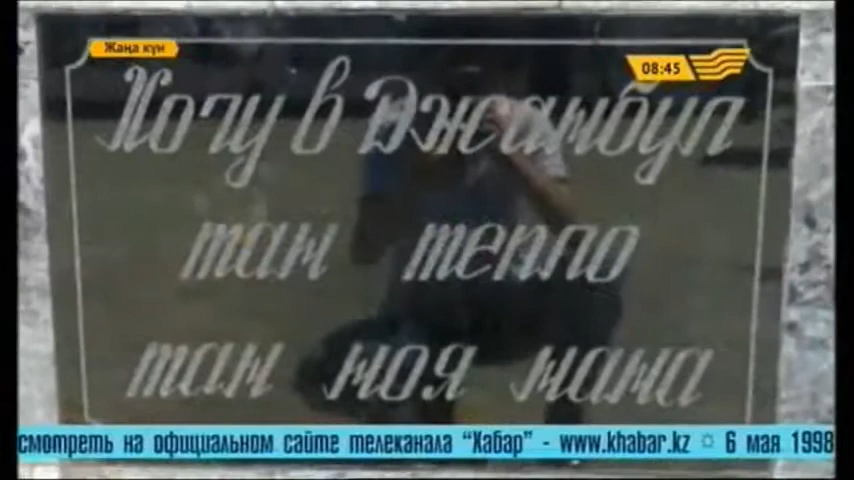 Жаңа күн
08:45
Хочу в Джамбул
там тепло
там моя мама
смотреть на официальном сайте телеканала "Хабар" - www.khabar.kz ☼ 6 мая 1998